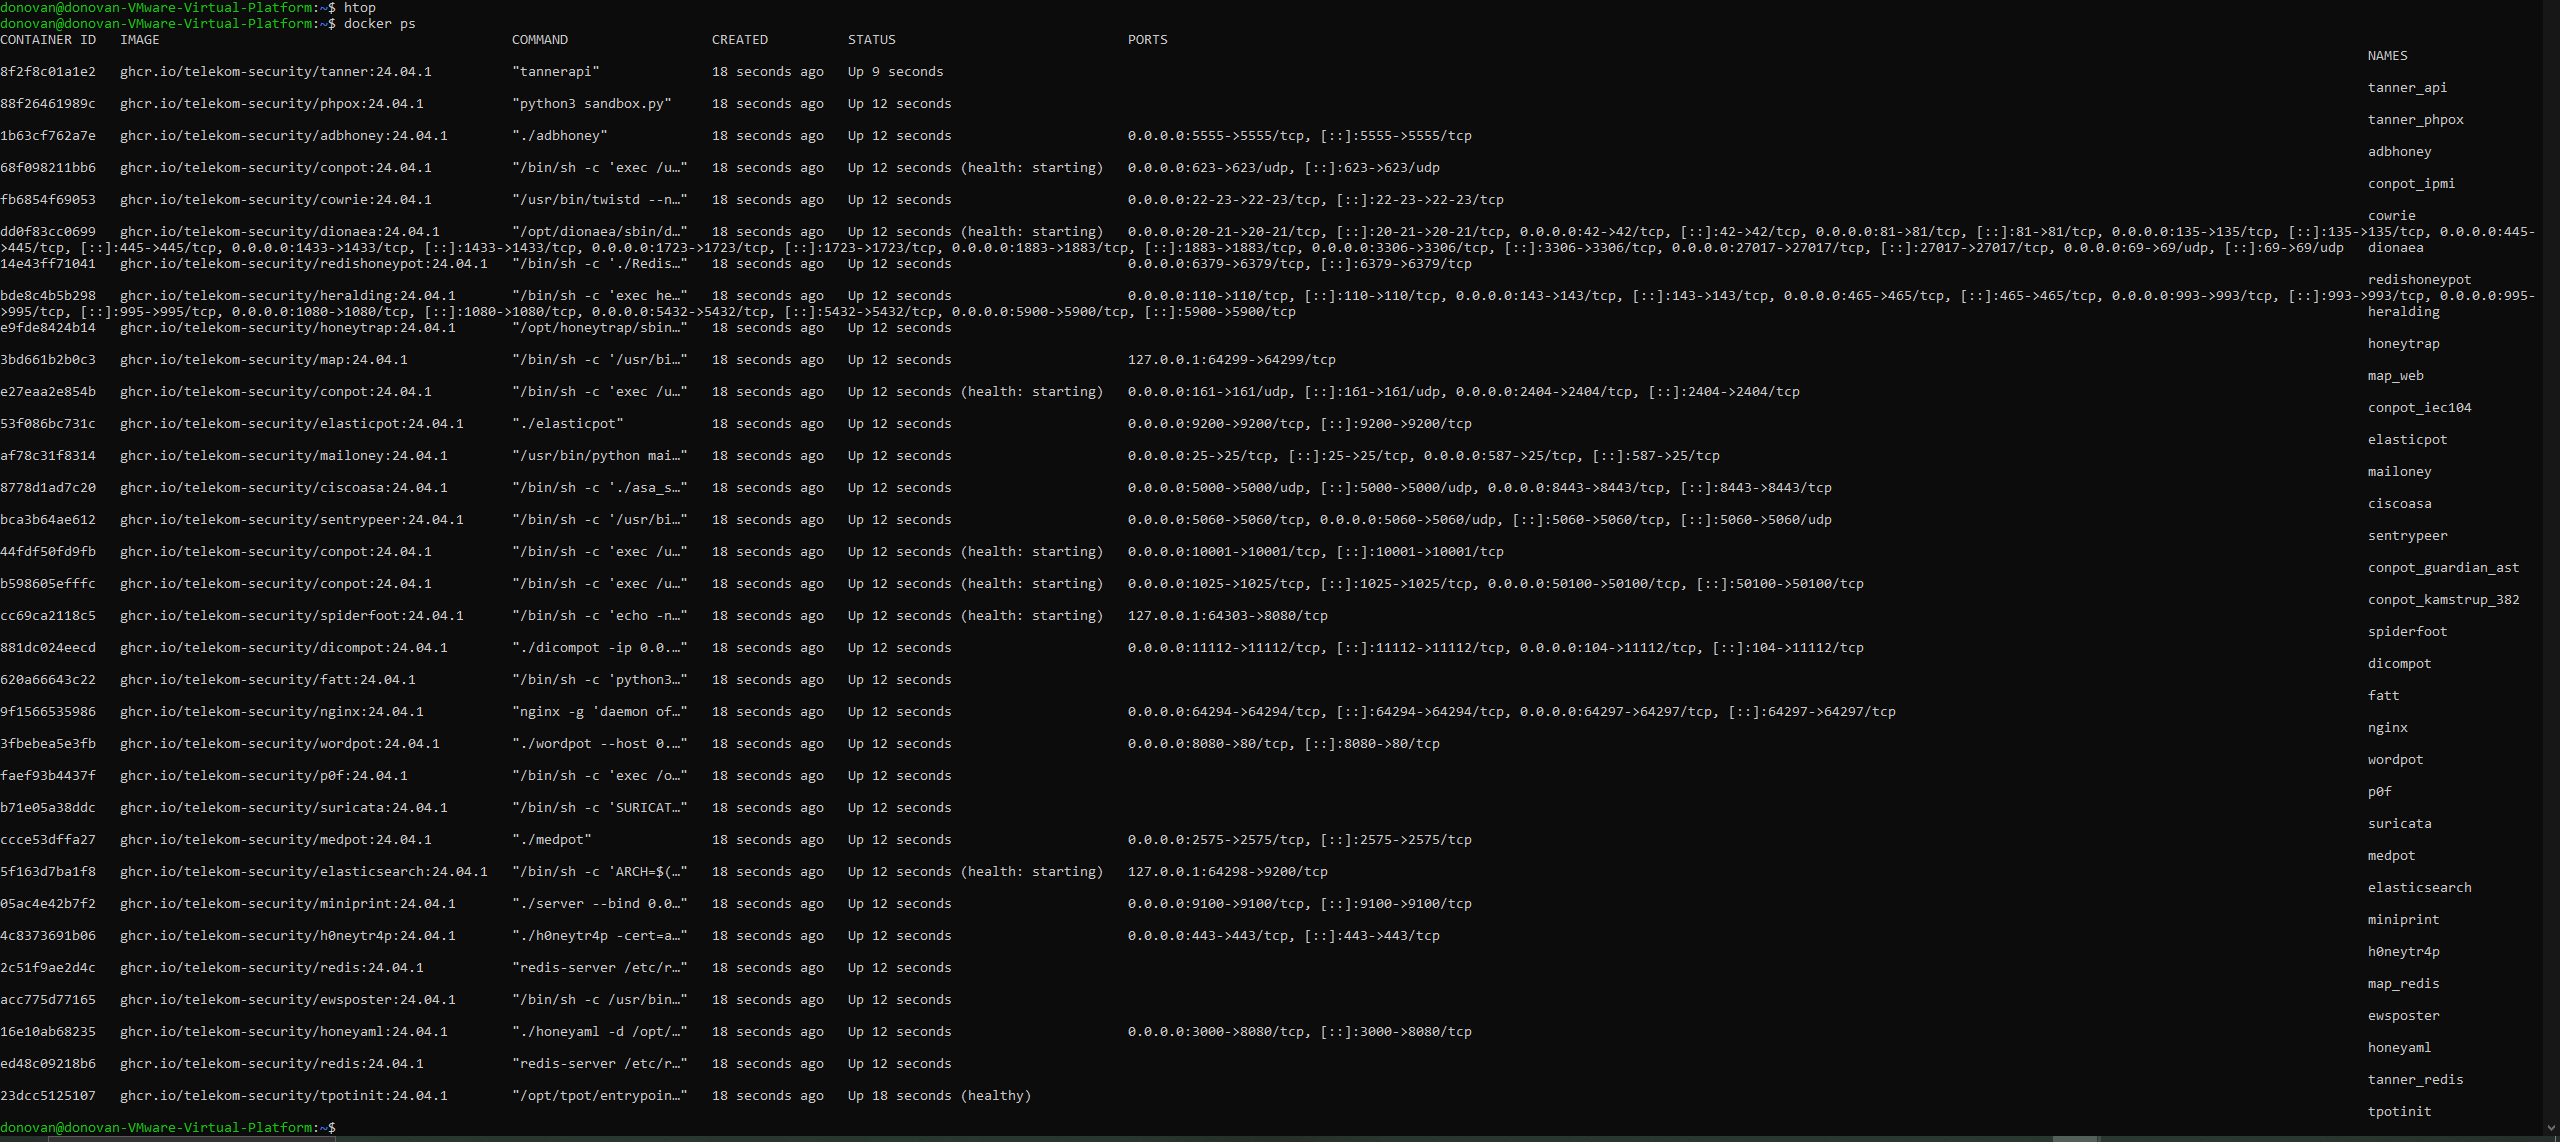 donovan@donovan-VMware-Virtual-Platform:~$ htop
donovan@donovan-VMware-Virtual-Platform:~$ docker ps
CONTAINER ID   IMAGE   COMMAND   CREATED   STATUS   PORTS
NAMES
8f2f8c01a1e2   ghcr.io/telekom-security/tanner:24.04.1   "tannerapi"   18 seconds ago   Up 9 seconds
tanner_api
88f26461989c   ghcr.io/telekom-security/phpox:24.04.1   "python3 sandbox.py"   18 seconds ago   Up 12 seconds
tanner_phpox
1b63cf762a7e   ghcr.io/telekom-security/adbhoney:24.04.1   "./adbhoney"   18 seconds ago   Up 12 seconds   0.0.0.0:5555->5555/tcp, [::]:5555->5555/tcp
adbhoney
68f098211bb6   ghcr.io/telekom-security/conpot:24.04.1   "/bin/sh -c 'exec /u…"   18 seconds ago   Up 12 seconds (health: starting)   0.0.0.0:623->623/udp, [::]:623->623/udp
conpot_ipmi
fb6854f69053   ghcr.io/telekom-security/cowrie:24.04.1   "/usr/bin/twistd --n…"   18 seconds ago   Up 12 seconds   0.0.0.0:22-23->22-23/tcp, [::]:22-23->22-23/tcp
cowrie
dd0f83cc0699   ghcr.io/telekom-security/dionaea:24.04.1   "/opt/dionaea/sbin/d…"   18 seconds ago   Up 12 seconds (health: starting)   0.0.0.0:20-21->20-21/tcp, [::]:20-21->20-21/tcp, 0.0.0.0:42->42/tcp, [::]:42->42/tcp, 0.0.0.0:81->81/tcp, [::]:81->81/tcp, 0.0.0.0:135->135/tcp, [::]:135->135/tcp, 0.0.0.0:445-
>445/tcp, [::]:445->445/tcp, 0.0.0.0:1433->1433/tcp, [::]:1433->1433/tcp, 0.0.0.0:1723->1723/tcp, [::]:1723->1723/tcp, 0.0.0.0:1883->1883/tcp, [::]:1883->1883/tcp, 0.0.0.0:3306->3306/tcp, [::]:3306->3306/tcp, 0.0.0.0:27017->27017/tcp, [::]:27017->27017/tcp, 0.0.0.0:69->69/udp, [::]:69->69/udp   dionaea
14e43ff71041   ghcr.io/telekom-security/redishoneypot:24.04.1   "/bin/sh -c './Redis…"   18 seconds ago   Up 12 seconds   0.0.0.0:6379->6379/tcp, [::]:6379->6379/tcp
redishoneypot
bde8c4b5b298   ghcr.io/telekom-security/heralding:24.04.1   "/bin/sh -c 'exec he…"   18 seconds ago   Up 12 seconds   0.0.0.0:110->110/tcp, [::]:110->110/tcp, 0.0.0.0:143->143/tcp, [::]:143->143/tcp, 0.0.0.0:465->465/tcp, [::]:465->465/tcp, 0.0.0.0:993->993/tcp, [::]:993->993/tcp, 0.0.0.0:995-
>995/tcp, [::]:995->995/tcp, 0.0.0.0:1080->1080/tcp, [::]:1080->1080/tcp, 0.0.0.0:5432->5432/tcp, [::]:5432->5432/tcp, 0.0.0.0:5900->5900/tcp, [::]:5900->5900/tcp   heralding
e9fde8424b14   ghcr.io/telekom-security/honeytrap:24.04.1   "/opt/honeytrap/sbin…"   18 seconds ago   Up 12 seconds
honeytrap
3bd661b2b0c3   ghcr.io/telekom-security/map:24.04.1   "/bin/sh -c '/usr/bi…"   18 seconds ago   Up 12 seconds   127.0.0.1:64299->64299/tcp
map_web
e27eaa2e854b   ghcr.io/telekom-security/conpot:24.04.1   "/bin/sh -c 'exec /u…"   18 seconds ago   Up 12 seconds (health: starting)   0.0.0.0:161->161/udp, [::]:161->161/udp, 0.0.0.0:2404->2404/tcp, [::]:2404->2404/tcp
conpot_iec104
53f086bc731c   ghcr.io/telekom-security/elasticpot:24.04.1   "./elasticpot"   18 seconds ago   Up 12 seconds   0.0.0.0:9200->9200/tcp, [::]:9200->9200/tcp
elasticpot
af78c31f8314   ghcr.io/telekom-security/mailoney:24.04.1   "/usr/bin/python mai…"   18 seconds ago   Up 12 seconds   0.0.0.0:25->25/tcp, [::]:25->25/tcp, 0.0.0.0:587->25/tcp, [::]:587->25/tcp
mailoney
8778d1ad7c20   ghcr.io/telekom-security/ciscoasa:24.04.1   "/bin/sh -c './asa_s…"   18 seconds ago   Up 12 seconds   0.0.0.0:5000->5000/udp, [::]:5000->5000/udp, 0.0.0.0:8443->8443/tcp, [::]:8443->8443/tcp
ciscoasa
bca3b64ae612   ghcr.io/telekom-security/sentrypeer:24.04.1   "/bin/sh -c '/usr/bi…"   18 seconds ago   Up 12 seconds   0.0.0.0:5060->5060/tcp, 0.0.0.0:5060->5060/udp, [::]:5060->5060/tcp, [::]:5060->5060/udp
sentrypeer
44fdf50fd9fb   ghcr.io/telekom-security/conpot:24.04.1   "/bin/sh -c 'exec /u…"   18 seconds ago   Up 12 seconds (health: starting)   0.0.0.0:10001->10001/tcp, [::]:10001->10001/tcp
conpot_guardian_ast
b598605efffc   ghcr.io/telekom-security/conpot:24.04.1   "/bin/sh -c 'exec /u…"   18 seconds ago   Up 12 seconds (health: starting)   0.0.0.0:1025->1025/tcp, [::]:1025->1025/tcp, 0.0.0.0:50100->50100/tcp, [::]:50100->50100/tcp
conpot_kamstrup_382
cc69ca2118c5   ghcr.io/telekom-security/spiderfoot:24.04.1   "/bin/sh -c 'echo -n…"   18 seconds ago   Up 12 seconds (health: starting)   127.0.0.1:64303->8080/tcp
spiderfoot
881dc024eecd   ghcr.io/telekom-security/dicompot:24.04.1   "./dicompot -ip 0.0.…"   18 seconds ago   Up 12 seconds   0.0.0.0:11112->11112/tcp, [::]:11112->11112/tcp, 0.0.0.0:104->11112/tcp, [::]:104->11112/tcp
dicompot
620a66643c22   ghcr.io/telekom-security/fatt:24.04.1   "/bin/sh -c 'python3…"   18 seconds ago   Up 12 seconds
fatt
9f1566535986   ghcr.io/telekom-security/nginx:24.04.1   "nginx -g 'daemon of…"   18 seconds ago   Up 12 seconds   0.0.0.0:64294->64294/tcp, [::]:64294->64294/tcp, 0.0.0.0:64297->64297/tcp, [::]:64297->64297/tcp
nginx
3fbebea5e3fb   ghcr.io/telekom-security/wordpot:24.04.1   "./wordpot --host 0.…"   18 seconds ago   Up 12 seconds   0.0.0.0:8080->80/tcp, [::]:8080->80/tcp
wordpot
faef93b4437f   ghcr.io/telekom-security/p0f:24.04.1   "/bin/sh -c 'exec /o…"   18 seconds ago   Up 12 seconds
p0f
b71e05a38ddc   ghcr.io/telekom-security/suricata:24.04.1   "/bin/sh -c 'SURICAT…"   18 seconds ago   Up 12 seconds
suricata
ccce53dffa27   ghcr.io/telekom-security/medpot:24.04.1   "./medpot"   18 seconds ago   Up 12 seconds   0.0.0.0:2575->2575/tcp, [::]:2575->2575/tcp
medpot
5f163d7ba1f8   ghcr.io/telekom-security/elasticsearch:24.04.1   "/bin/sh -c 'ARCH=$(…"   18 seconds ago   Up 12 seconds (health: starting)   127.0.0.1:64298->9200/tcp
elasticsearch
05ac4e42b7f2   ghcr.io/telekom-security/miniprint:24.04.1   "./server --bind 0.0…"   18 seconds ago   Up 12 seconds   0.0.0.0:9100->9100/tcp, [::]:9100->9100/tcp
miniprint
4c8373691b06   ghcr.io/telekom-security/h0neytr4p:24.04.1   "./h0neytr4p -cert=a…"   18 seconds ago   Up 12 seconds   0.0.0.0:443->443/tcp, [::]:443->443/tcp
h0neytr4p
2c51f9ae2d4c   ghcr.io/telekom-security/redis:24.04.1   "redis-server /etc/r…"   18 seconds ago   Up 12 seconds
map_redis
acc775d77165   ghcr.io/telekom-security/ewsposter:24.04.1   "/bin/sh -c /usr/bin…"   18 seconds ago   Up 12 seconds
ewsposter
16e10ab68235   ghcr.io/telekom-security/honeyaml:24.04.1   "./honeyaml -d /opt/…"   18 seconds ago   Up 12 seconds   0.0.0.0:3000->8080/tcp, [::]:3000->8080/tcp
honeyaml
ed48c09218b6   ghcr.io/telekom-security/redis:24.04.1   "redis-server /etc/r…"   18 seconds ago   Up 12 seconds
tanner_redis
23dcc5125107   ghcr.io/telekom-security/tpotinit:24.04.1   "/opt/tpot/entrypoin…"   18 seconds ago   Up 18 seconds (healthy)
tpotinit
donovan@donovan-VMware-Virtual-Platform:~$